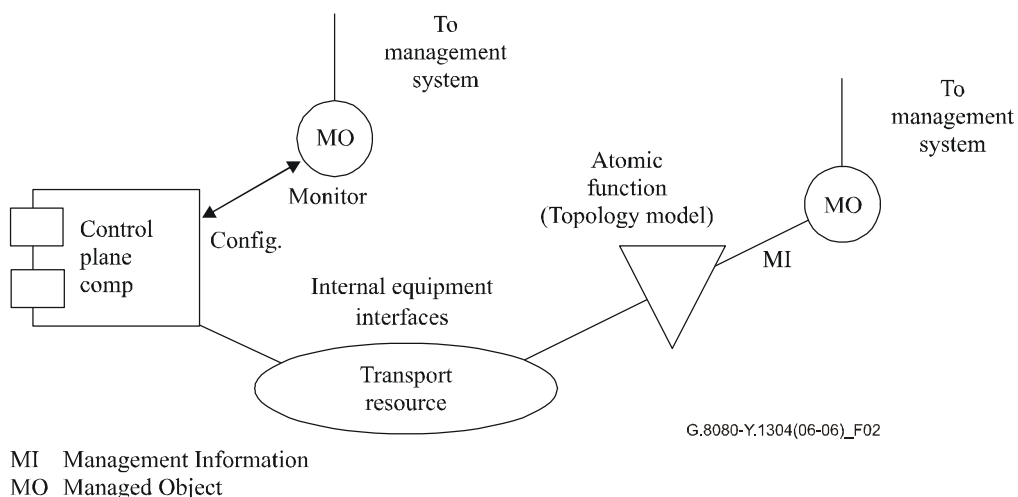 To
management
system
MO
Monitor
Config.
Control
plane
comp
To
management
system
MO
MI
Atomic
function
(Topology model)
Internal equipment
interfaces
Transport
resource
G.8080-Y.1304(06-06)_F02
MI Management Information
MO Managed Object